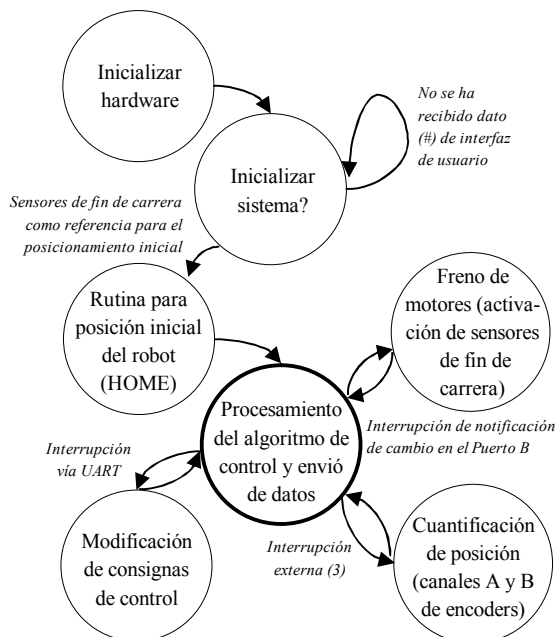 Inicializar
hardware
No se ha
recibido dato
(#) de interfaz
de usuario
Inicializar
sistema?
Sensores de fin de carrera
como referencia para el
posicionamiento inicial
Rutina para
posición inicial
del robot
(HOME)
Freno de
motores (activa-
ción de sensores
de fin de
carrera)
Procesamiento
del algoritmo de
control y envió
de datos
Interrupción de notificación
de cambio en el Puerto B
Interrupción
vía UART
Modificación
de consignas
de control
Interrupción
externa (3)
Cuantificación
de posición
(canales A y B
de encoders)